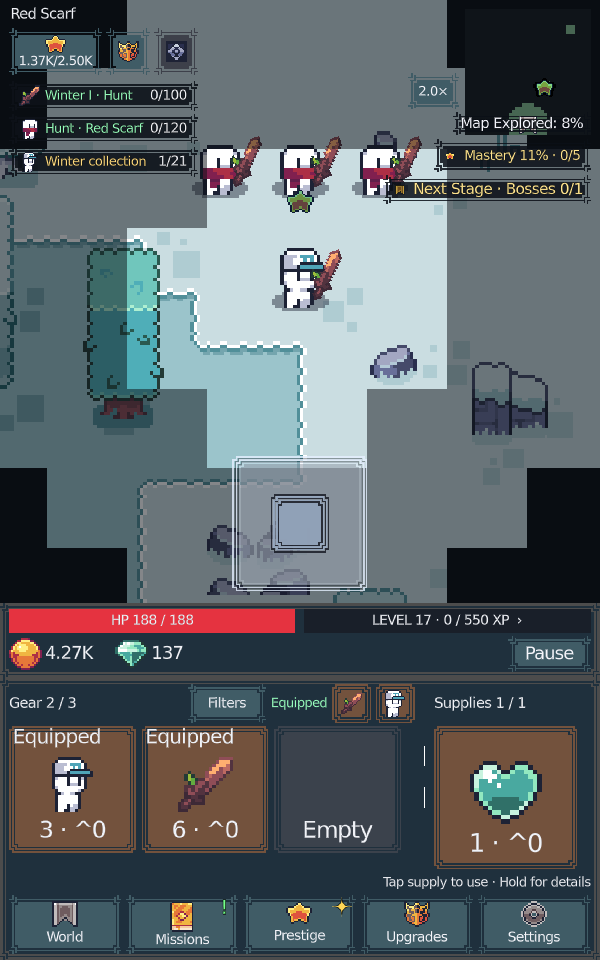 Red Scarf
1.37K/2.50K
2.0×
Winter I · Hunt 0/100
Hunt · Red Scarf 0/120
Winter collection 1/21
Map Explored: 8%
Mastery 11% · 0/5
Next Stage · Bosses 0/1
HP 188 / 188
LEVEL 17 · 0 / 550 XP ›
4.27K
137
Pause
Gear 2 / 3
Filters
Equipped
Supplies 1 / 1
Equipped
3 · ^0
Equipped
6 · ^0
Empty
1 · ^0
Tap supply to use · Hold for details
World
Missions
!
Prestige
Upgrades
Settings